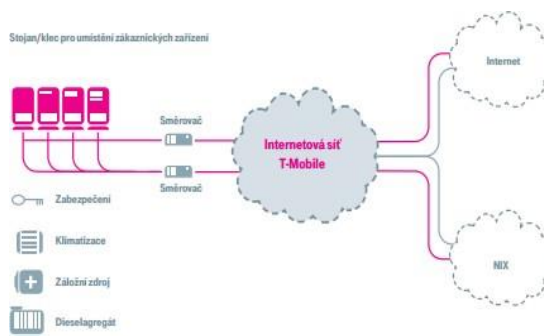 Stojan/klec pro umístění zákaznických zařízení
Internet
Směrovač
Internetová síť
T-Mobile
Směrovač
Zabezpečení
Klimatizace
Záložní zdroj
NIX
Dieselagregát